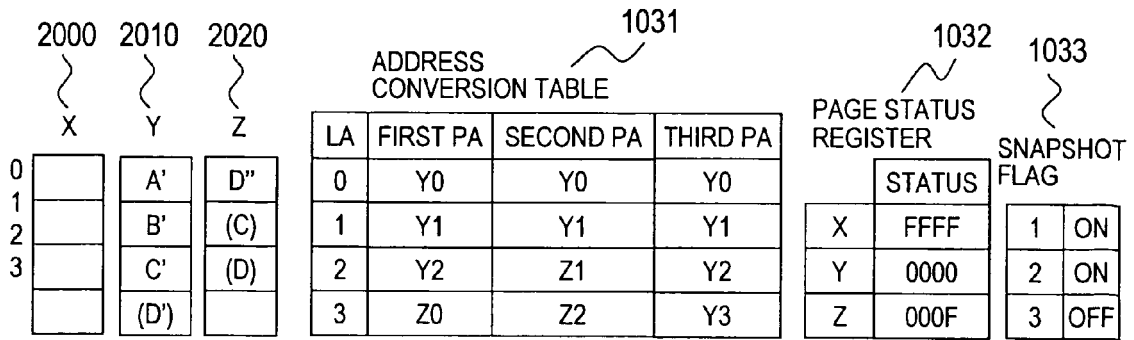 2000 2010 2020
X Y Z
0 A' D"
1 B' (C)
2 C' (D)
3 (D')
1031
ADDRESS
CONVERSION TABLE
LA FIRST PA SECOND PA THIRD PA
0 Y0 Y0 Y0
1 Y1 Y1 Y1
2 Y2 Z1 Y2
3 Z0 Z2 Y3
1032
PAGE STATUS
REGISTER
STATUS
X FFFF
Y 0000
Z 000F
1033
SNAPSHOT
FLAG
1 ON
2 ON
3 OFF